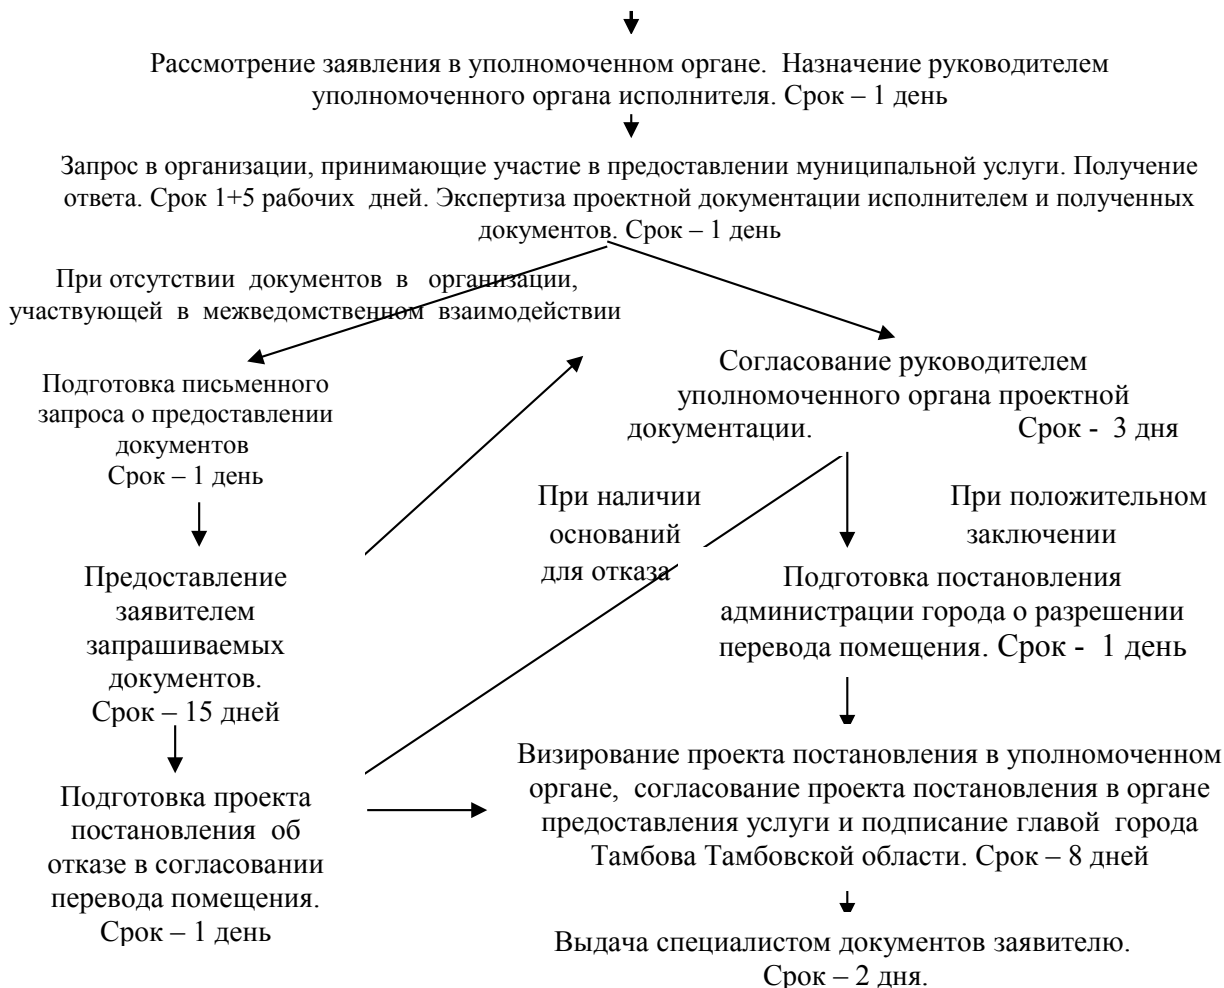 Рассмотрение заявления в уполномоченном органе. Назначение руководителем
уполномоченного органа исполнителя. Срок – 1 день
Запрос в организации, принимающие участие в предоставлении муниципальной услуги. Получение
ответа. Срок 1+5 рабочих дней. Экспертиза проектной документации исполнителем и полученных
документов. Срок – 1 день
При отсутствии документов в организации,
участвующей в межведомственном взаимодействии
Подготовка письменного
запроса о предоставлении
документов
Срок – 1 день
Согласование руководителем
уполномоченного органа проектной
документации. Срок - 3 дня
При наличии
оснований
для отказа
При положительном
заключении
Предоставление
заявителем
запрашиваемых
документов.
Срок – 15 дней
Подготовка постановления
администрации города о разрешении
перевода помещения. Срок - 1 день
Подготовка проекта
постановления об
отказе в согласовании
перевода помещения.
Срок – 1 день
Визирование проекта постановления в уполномоченном
органе, согласование проекта постановления в органе
предоставления услуги и подписание главой города
Тамбова Тамбовской области. Срок – 8 дней
Выдача специалистом документов заявителю.
Срок – 2 дня.